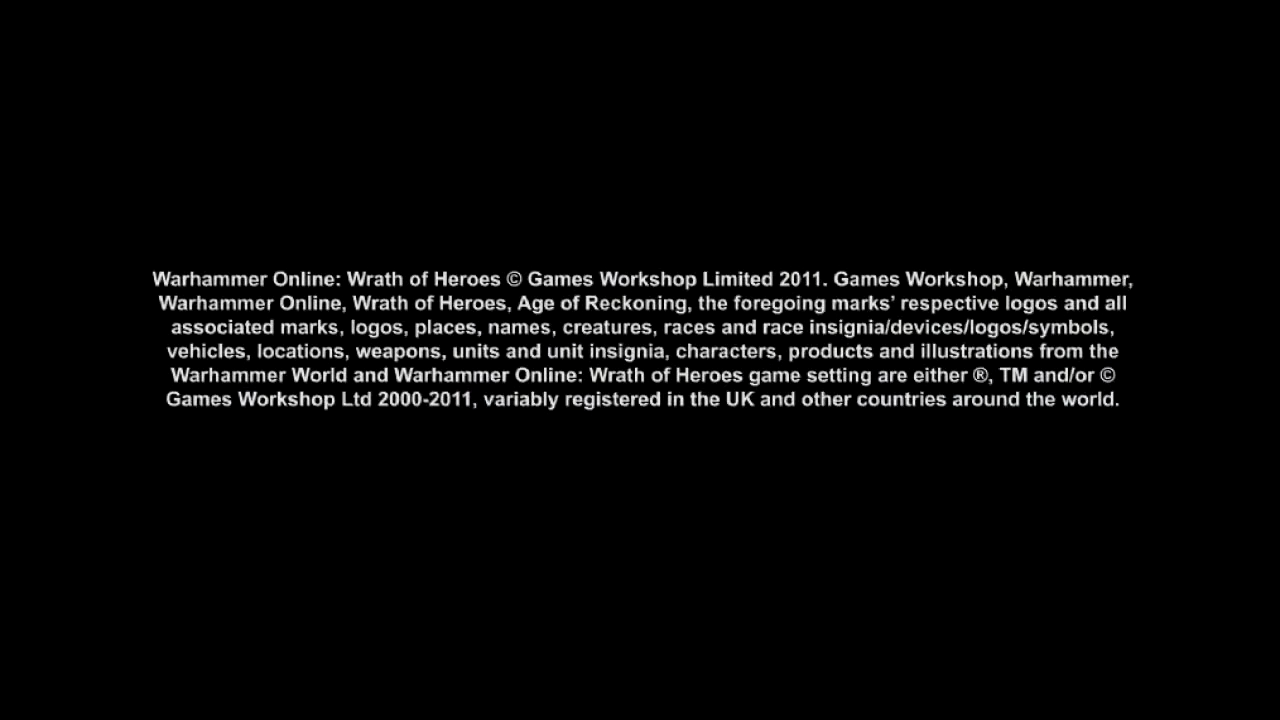 Warhammer Online: Wrath of Heroes © Games Workshop Limited 2011. Games Workshop, Warhammer,
Warhammer Online, Wrath of Heroes, Age of Reckoning, the foregoing marks’ respective logos and all
associated marks, logos, places, names, creatures, races and race insignia/devices/logos/symbols,
vehicles, locations, weapons, units and unit insignia, characters, products and illustrations from the
Warhammer World and Warhammer Online: Wrath of Heroes game setting are either ®, TM and/or ©
Games Workshop Ltd 2000-2011, variably registered in the UK and other countries around the world.